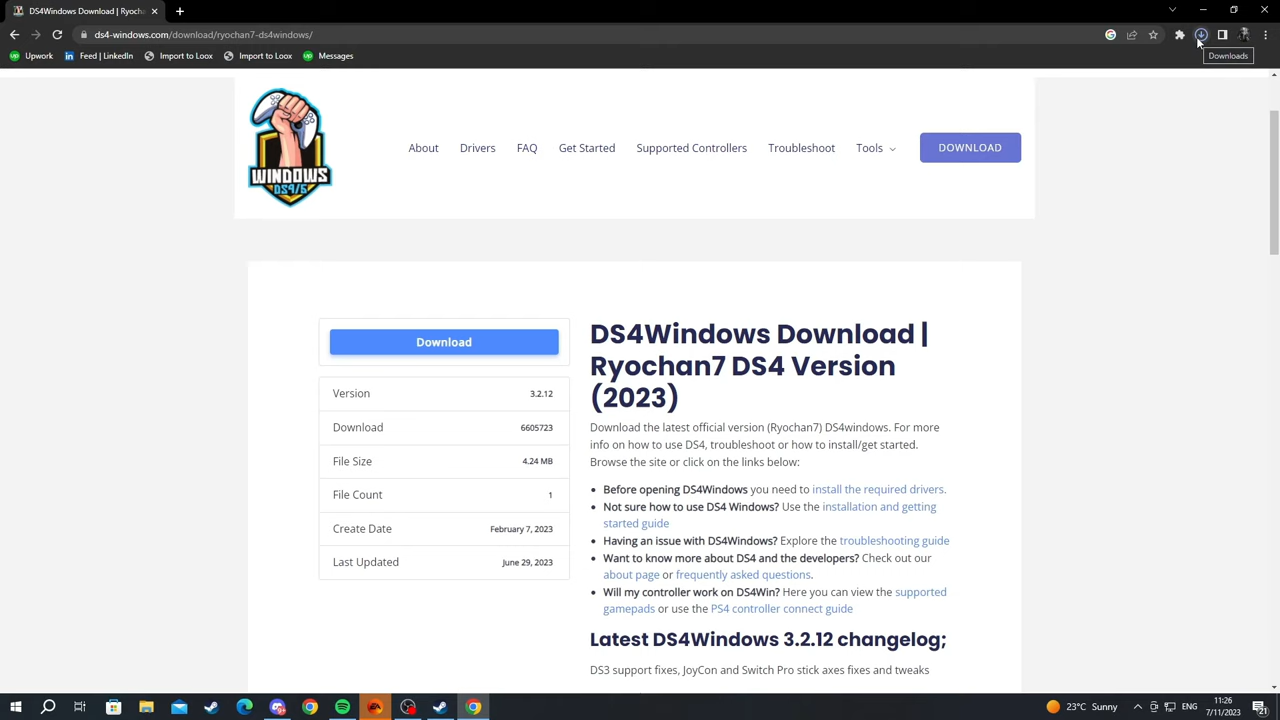 DS4Windows Download | Ryochan7
ds4-windows.com/download/ryochan7-ds4windows/
Upwork
Feed | LinkedIn
Import to Loox
Import to Loox
Messages
Downloads
WINDOWS
DS4/5
About
Drivers
FAQ
Get Started
Supported Controllers
Troubleshoot
Tools
DOWNLOAD
Download
Version 3.2.12
Download 6605723
File Size 4.24 MB
File Count 1
Create Date February 7, 2023
Last Updated June 29, 2023
DS4Windows Download |
Ryochan7 DS4 Version
(2023)
Download the latest official version (Ryochan7) DS4windows. For more
info on how to use DS4, troubleshoot or how to install/get started.
Browse the site or click on the links below:
Before opening DS4Windows you need to install the required drivers.
Not sure how to use DS4 Windows? Use the installation and getting
started guide
Having an issue with DS4Windows? Explore the troubleshooting guide
Want to know more about DS4 and the developers? Check out our
about page or frequently asked questions.
Will my controller work on DS4Win? Here you can view the supported
gamepads or use the PS4 controller connect guide
Latest DS4Windows 3.2.12 changelog;
DS3 support fixes, JoyCon and Switch Pro stick axes fixes and tweaks
23°C Sunny
ENG
11:26
7/11/2023
21